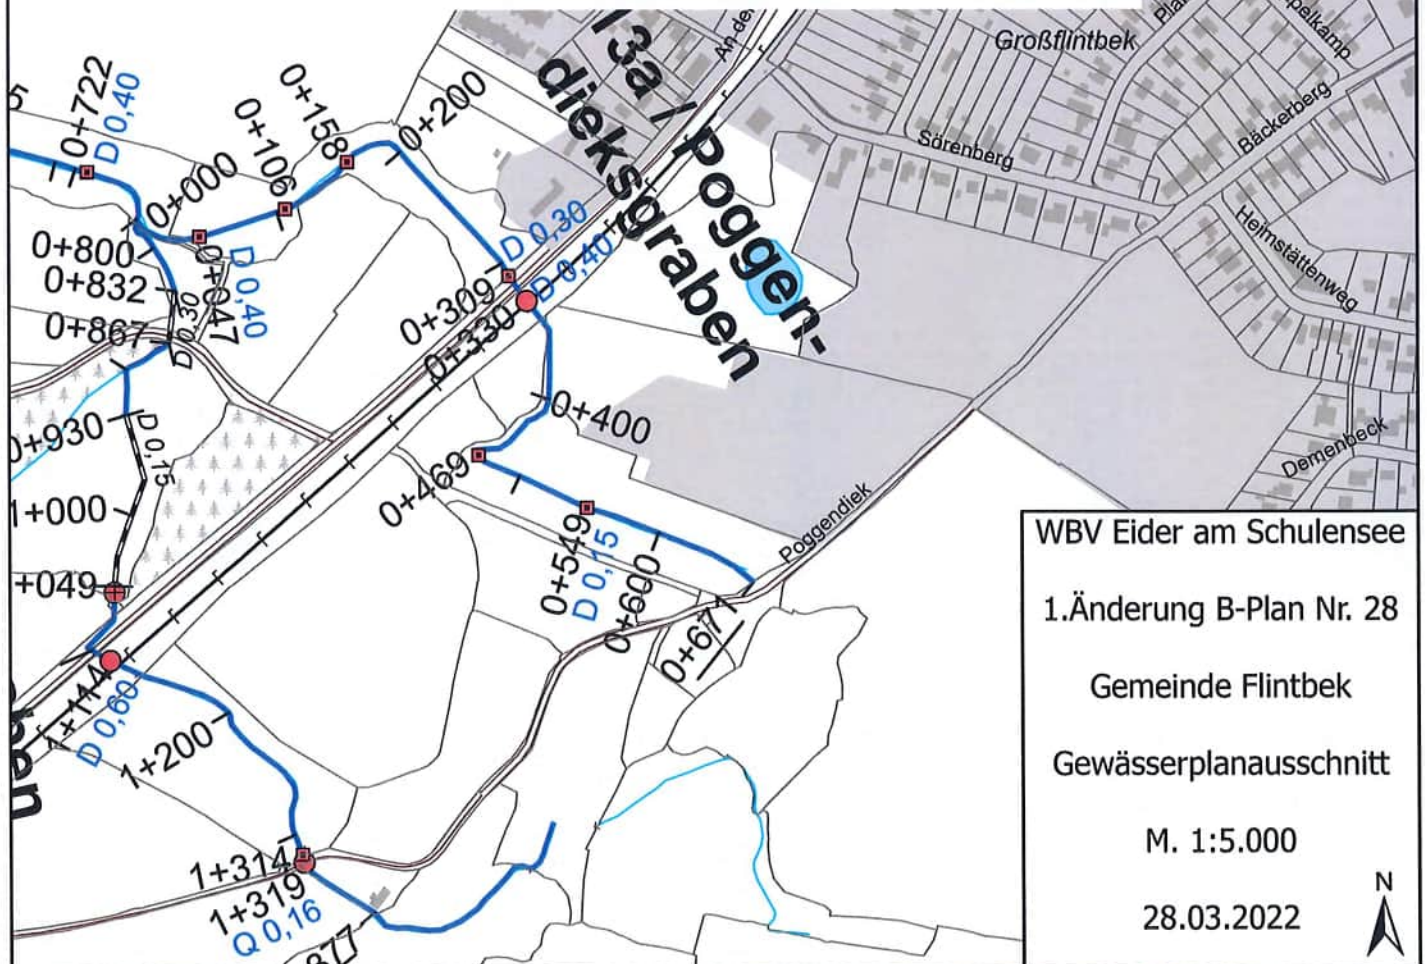 An der
Großflintbek
Sörenberg
Bäckerberg
Heimstättenweg
Demenbeck
Poggendiek
13a / Poggen-
dieksgraben
0+722
D 0,40
0+000
0+106
0+158
0+200
0+800
0+832
0+867
0+047
D 0,40
D 0,30
0+309
D 0,30
0+330
D 0,40
0+400
0+469
0+549
D 0,15
0+600
0+677
0+930
D 0,15
1+000
+049
1+114
D 0,60
1+200
1+314
1+319
Q 0,16
377
WBV Eider am Schulensee
1.Änderung B-Plan Nr. 28
Gemeinde Flintbek
Gewässerplanausschnitt
M. 1:5.000
28.03.2022
N